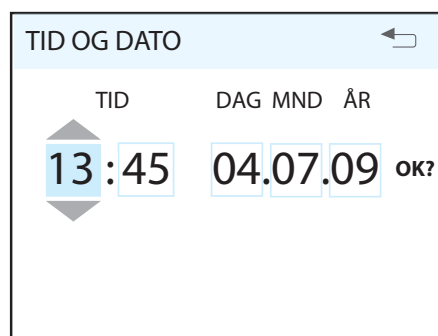 TID OG DATO
TID DAG MND ÅR
13 : 45 04.07.09 OK?